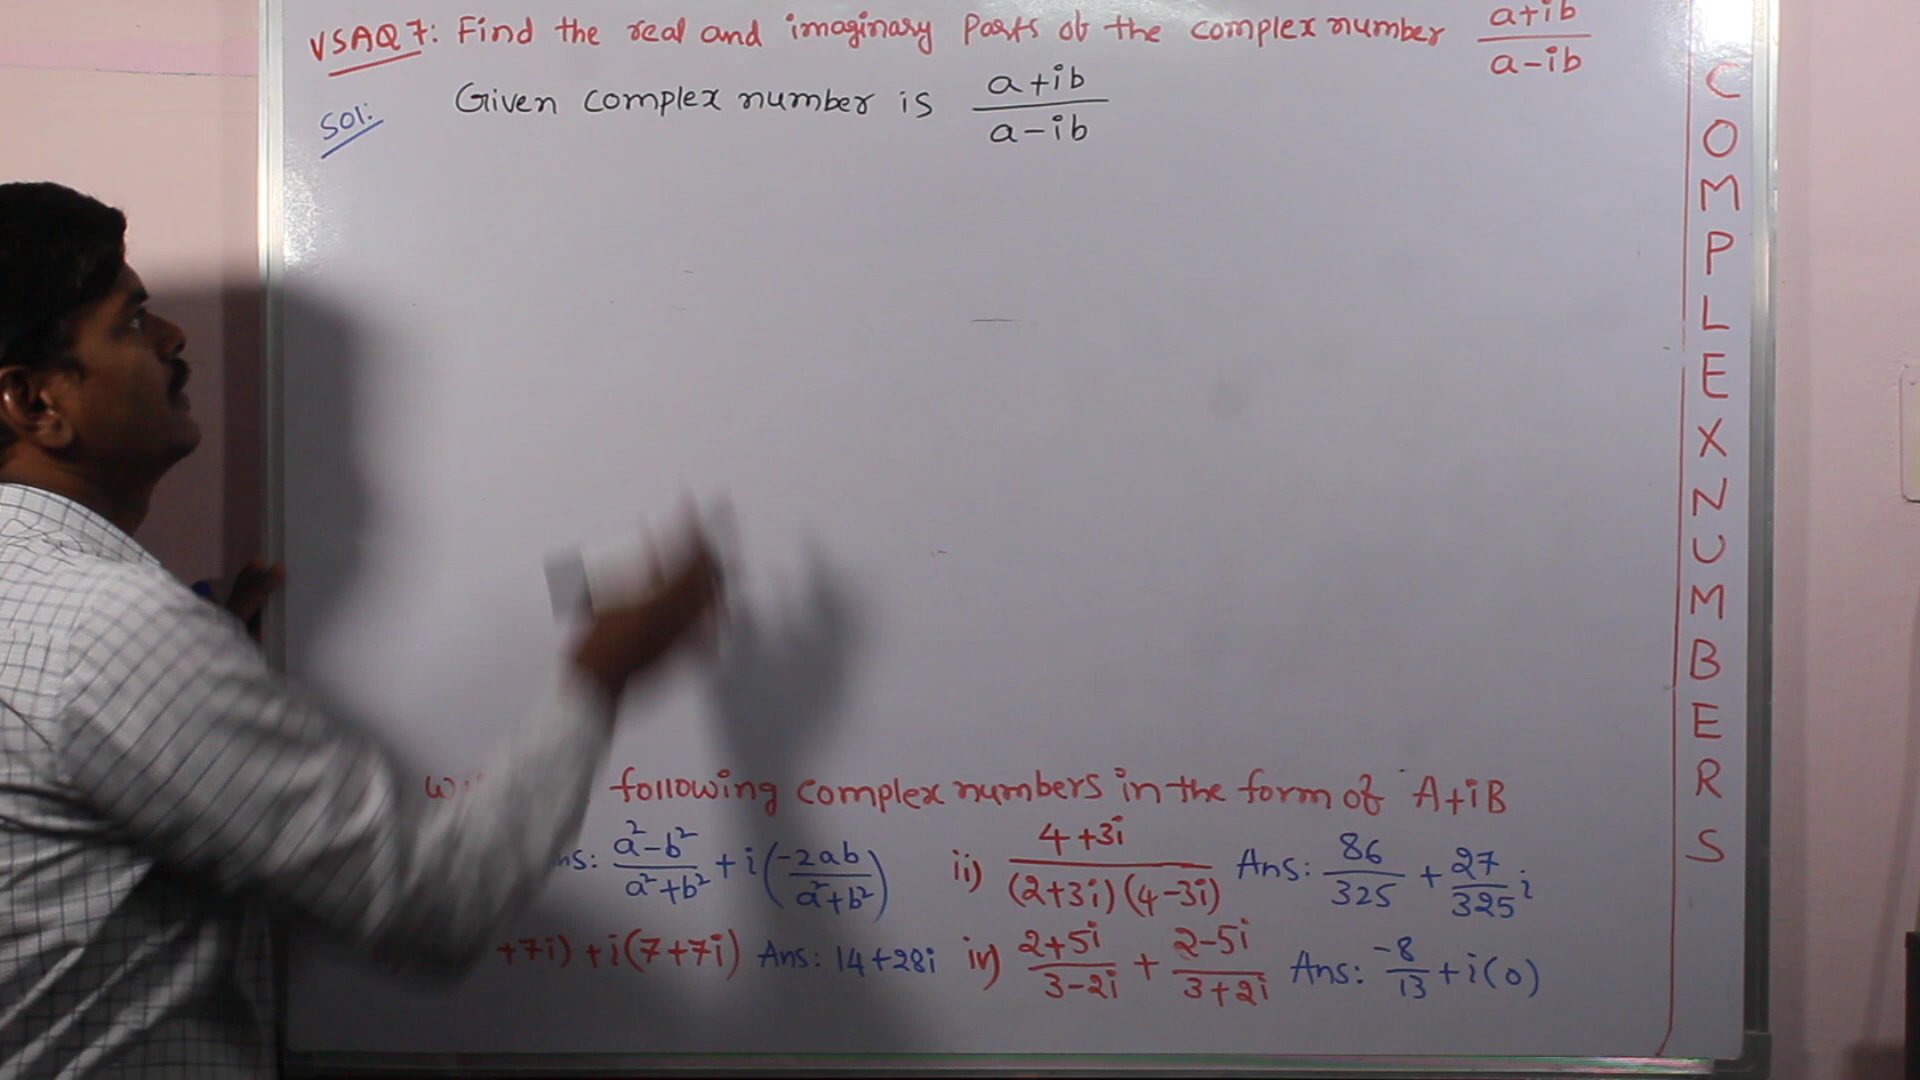 VSAQ 7: Find the real and imaginary parts of the complex number a+ib / a-ib
Sol: Given complex number is a+ib / a-ib
following complex numbers in the form of A+iB
a²-b² / a²+b² + i(-2ab / a²+b²) ii) 4+3i / (2+3i)(4-3i) Ans: 86/325 + 27/325 i
+7i) + i(7+7i) Ans: 14+28i iv) 2+5i / 3-2i + 2-5i / 3+2i Ans: -8/13 + i(0)
COMPLEX NUMBERS